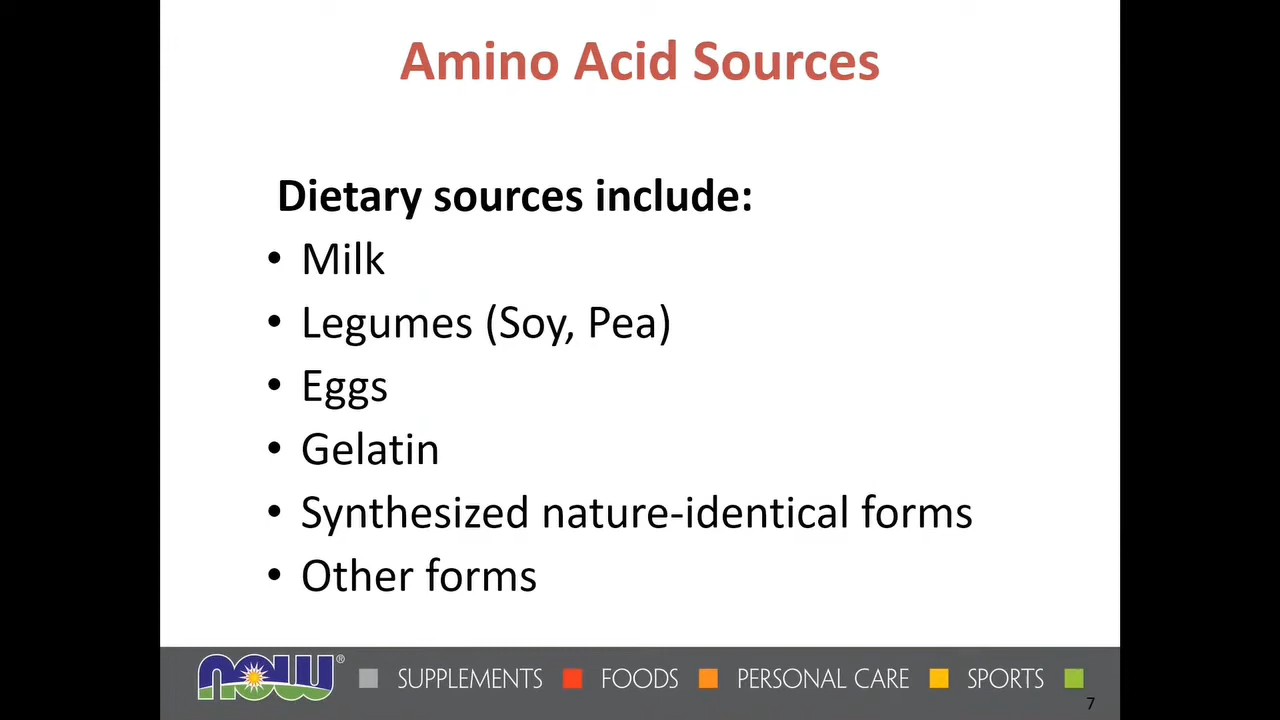 Amino Acid Sources
Dietary sources include:
• Milk
• Legumes (Soy, Pea)
• Eggs
• Gelatin
• Synthesized nature-identical forms
• Other forms
now® SUPPLEMENTS FOODS PERSONAL CARE SPORTS
7